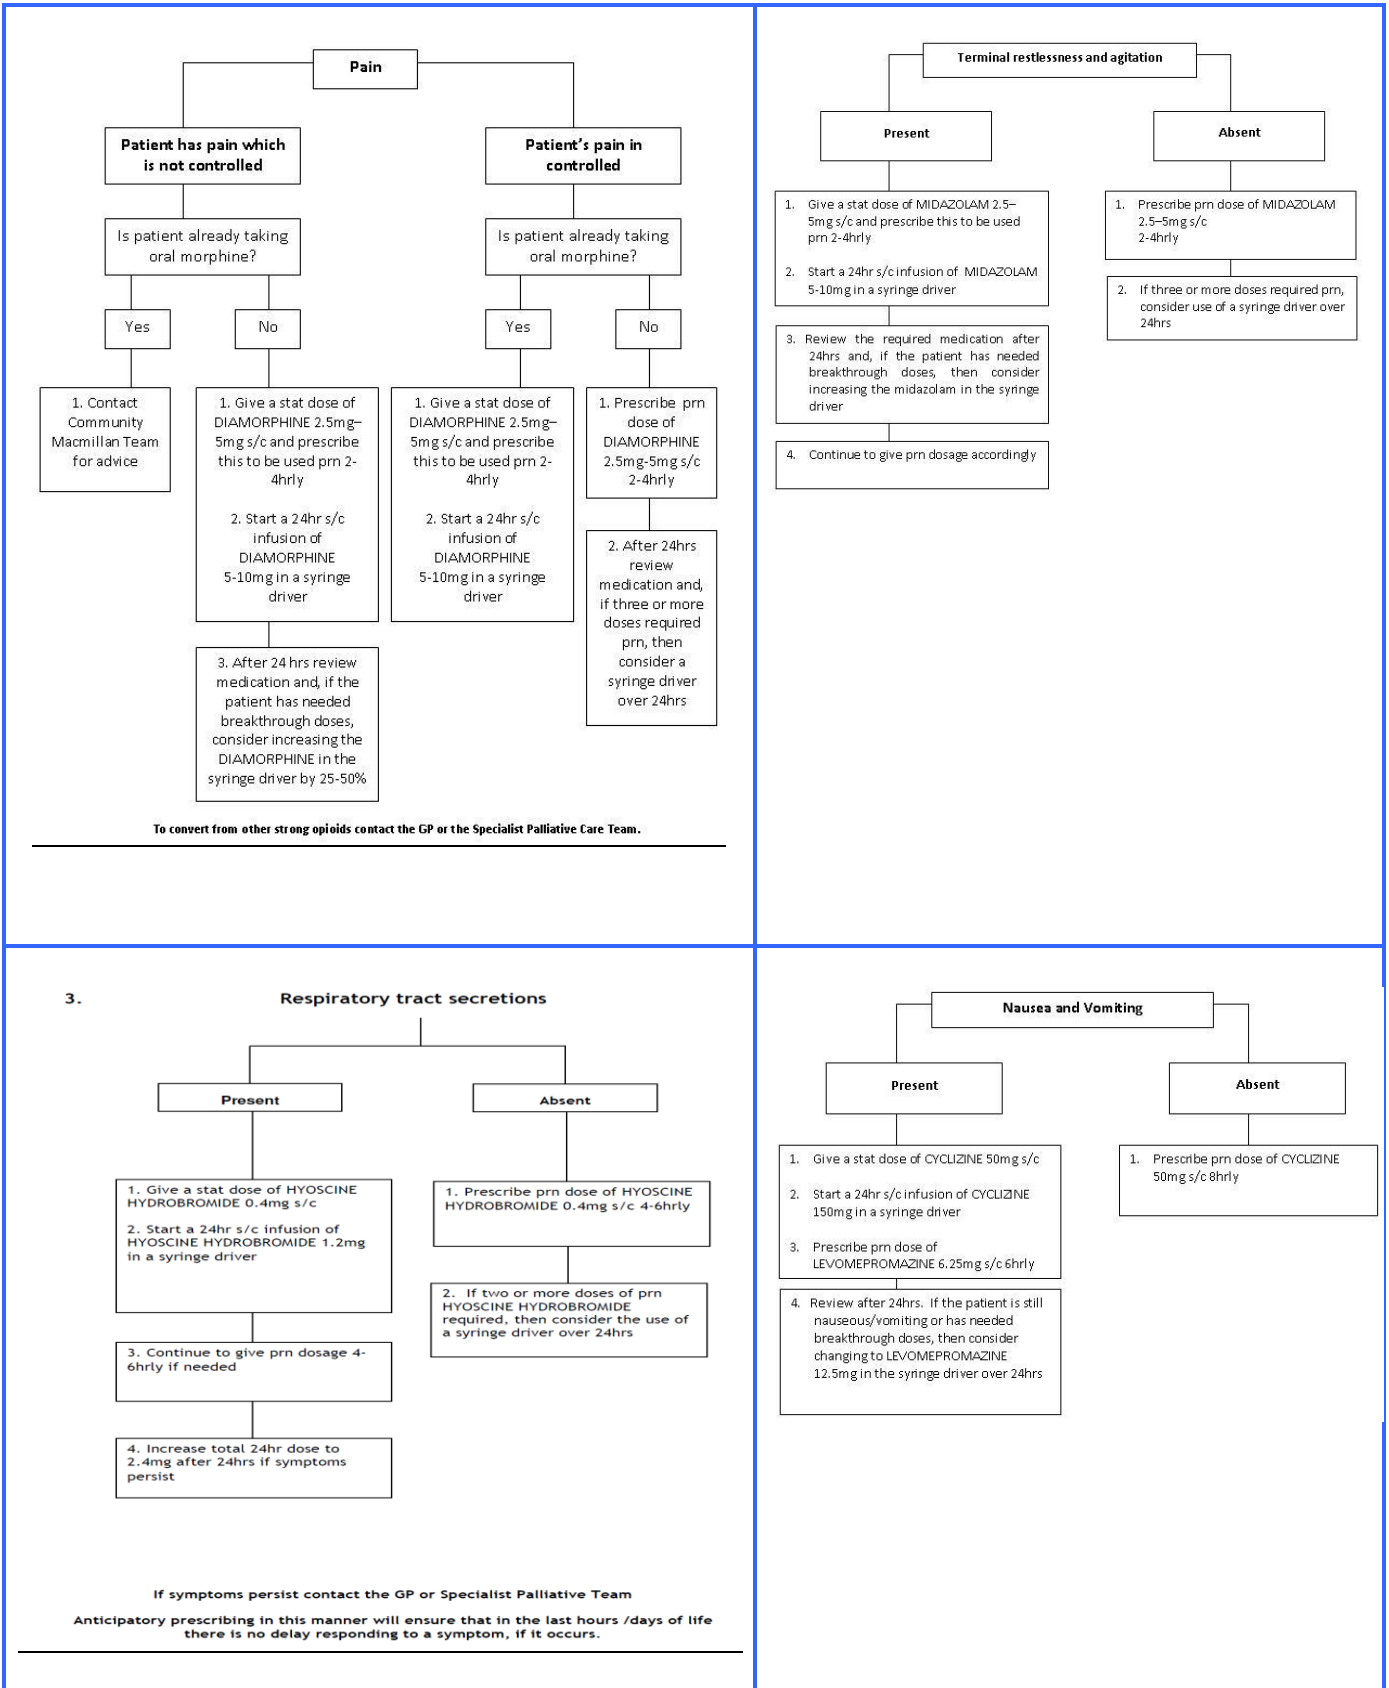 Pain
Patient has pain which
is not controlled
Patient’s pain in
controlled
Is patient already taking
oral morphine?
Is patient already taking
oral morphine?
Yes
No
Yes
No
1. Contact
Community
Macmillan Team
for advice
1. Give a stat dose of
DIAMORPHINE 2.5mg–
5mg s/c and prescribe
this to be used prn 2-
4hrly
2. Start a 24hr s/c
infusion of
DIAMORPHINE
5-10mg in a syringe
driver
1. Give a stat dose of
DIAMORPHINE 2.5mg–
5mg s/c and prescribe
this to be used prn 2-
4hrly
2. Start a 24hr s/c
infusion of
DIAMORPHINE
5-10mg in a syringe
driver
1. Prescribe prn
dose of
DIAMORPHINE
2.5mg-5mg s/c
2-4hrly
2. After 24hrs
review
medication and,
if three or more
doses required
prn, then
consider a
syringe driver
over 24hrs
3. After 24 hrs review
medication and, if the
patient has needed
breakthrough doses,
consider increasing the
DIAMORPHINE in the
syringe driver by 25-50%
To convert from other strong opioids contact the GP or the Specialist Palliative Care Team.
Terminal restlessness and agitation
Present
Absent
1. Give a stat dose of MIDAZOLAM 2.5–
5mg s/c and prescribe this to be used
prn 2-4hrly
2. Start a 24hr s/c infusion of MIDAZOLAM
5-10mg in a syringe driver
3. Review the required medication after
24hrs and, if the patient has needed
breakthrough doses, then consider
increasing the midazolam in the syringe
driver
4. Continue to give prn dosage accordingly
1. Prescribe prn dose of MIDAZOLAM
2.5–5mg s/c
2-4hrly
2. If three or more doses required prn,
consider use of a syringe driver over
24hrs
3. Respiratory tract secretions
Present
Absent
1. Give a stat dose of HYOSCINE
HYDROBROMIDE 0.4mg s/c
2. Start a 24hr s/c infusion of
HYOSCINE HYDROBROMIDE 1.2mg
in a syringe driver
3. Continue to give prn dosage 4-
6hrly if needed
4. Increase total 24hr dose to
2.4mg after 24hrs if symptoms
persist
1. Prescribe prn dose of HYOSCINE
HYDROBROMIDE 0.4mg s/c 4-6hrly
2. If two or more doses of prn
HYOSCINE HYDROBROMIDE
required, then consider the use of
a syringe driver over 24hrs
If symptoms persist contact the GP or Specialist Palliative Team
Anticipatory prescribing in this manner will ensure that in the last hours /days of life
there is no delay responding to a symptom, if it occurs.
Nausea and Vomiting
Present
Absent
1. Give a stat dose of CYCLIZINE 50mg s/c
2. Start a 24hr s/c infusion of CYCLIZINE
150mg in a syringe driver
3. Prescribe prn dose of
LEVOMEPROMAZINE 6.25mg s/c 6hrly
4. Review after 24hrs. If the patient is still
nauseous/vomiting or has needed
breakthrough doses, then consider
changing to LEVOMEPROMAZINE
12.5mg in the syringe driver over 24hrs
1. Prescribe prn dose of CYCLIZINE
50mg s/c 8hrly